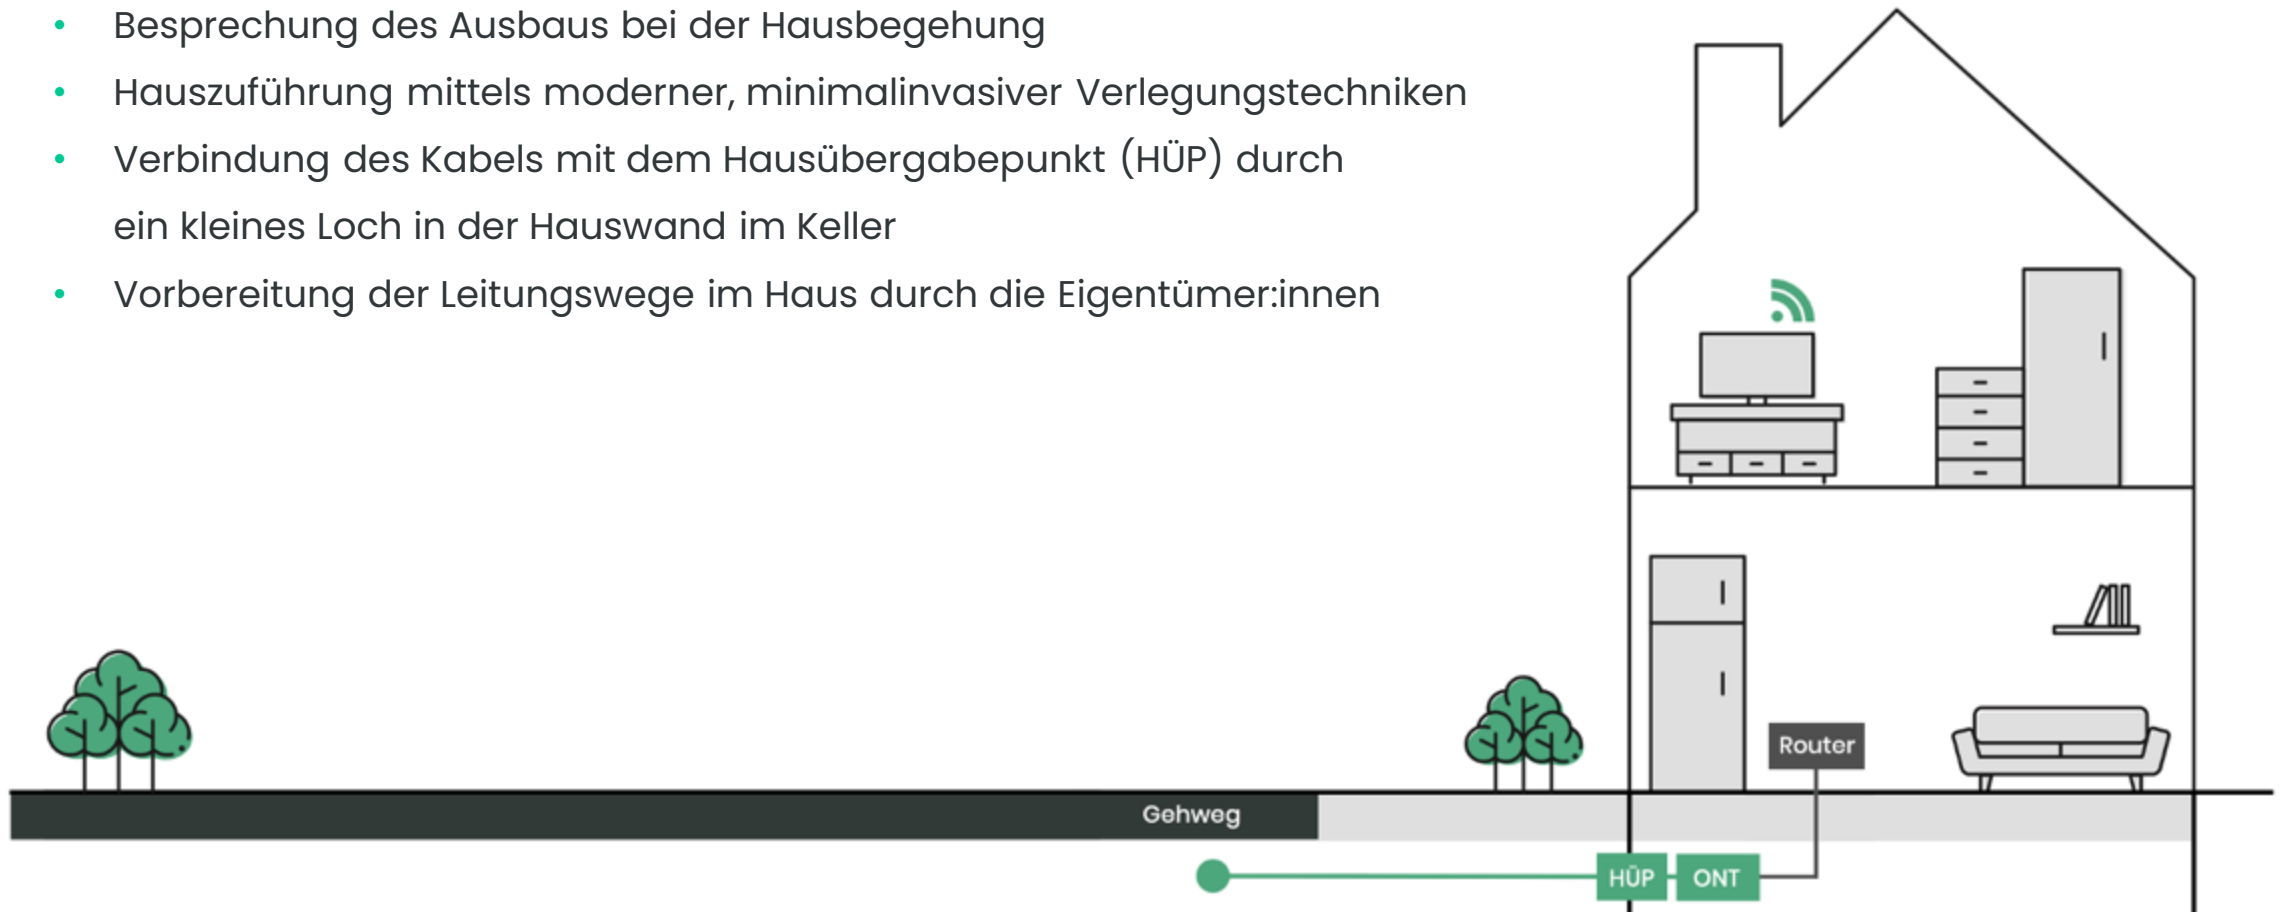 • Besprechung des Ausbaus bei der Hausbegehung
• Hauszuführung mittels moderner, minimalinvasiver Verlegungstechniken
• Verbindung des Kabels mit dem Hausübergabepunkt (HÜP) durch
ein kleines Loch in der Hauswand im Keller
• Vorbereitung der Leitungswege im Haus durch die Eigentümer:innen
Router
Gehweg
HÜP
ONT